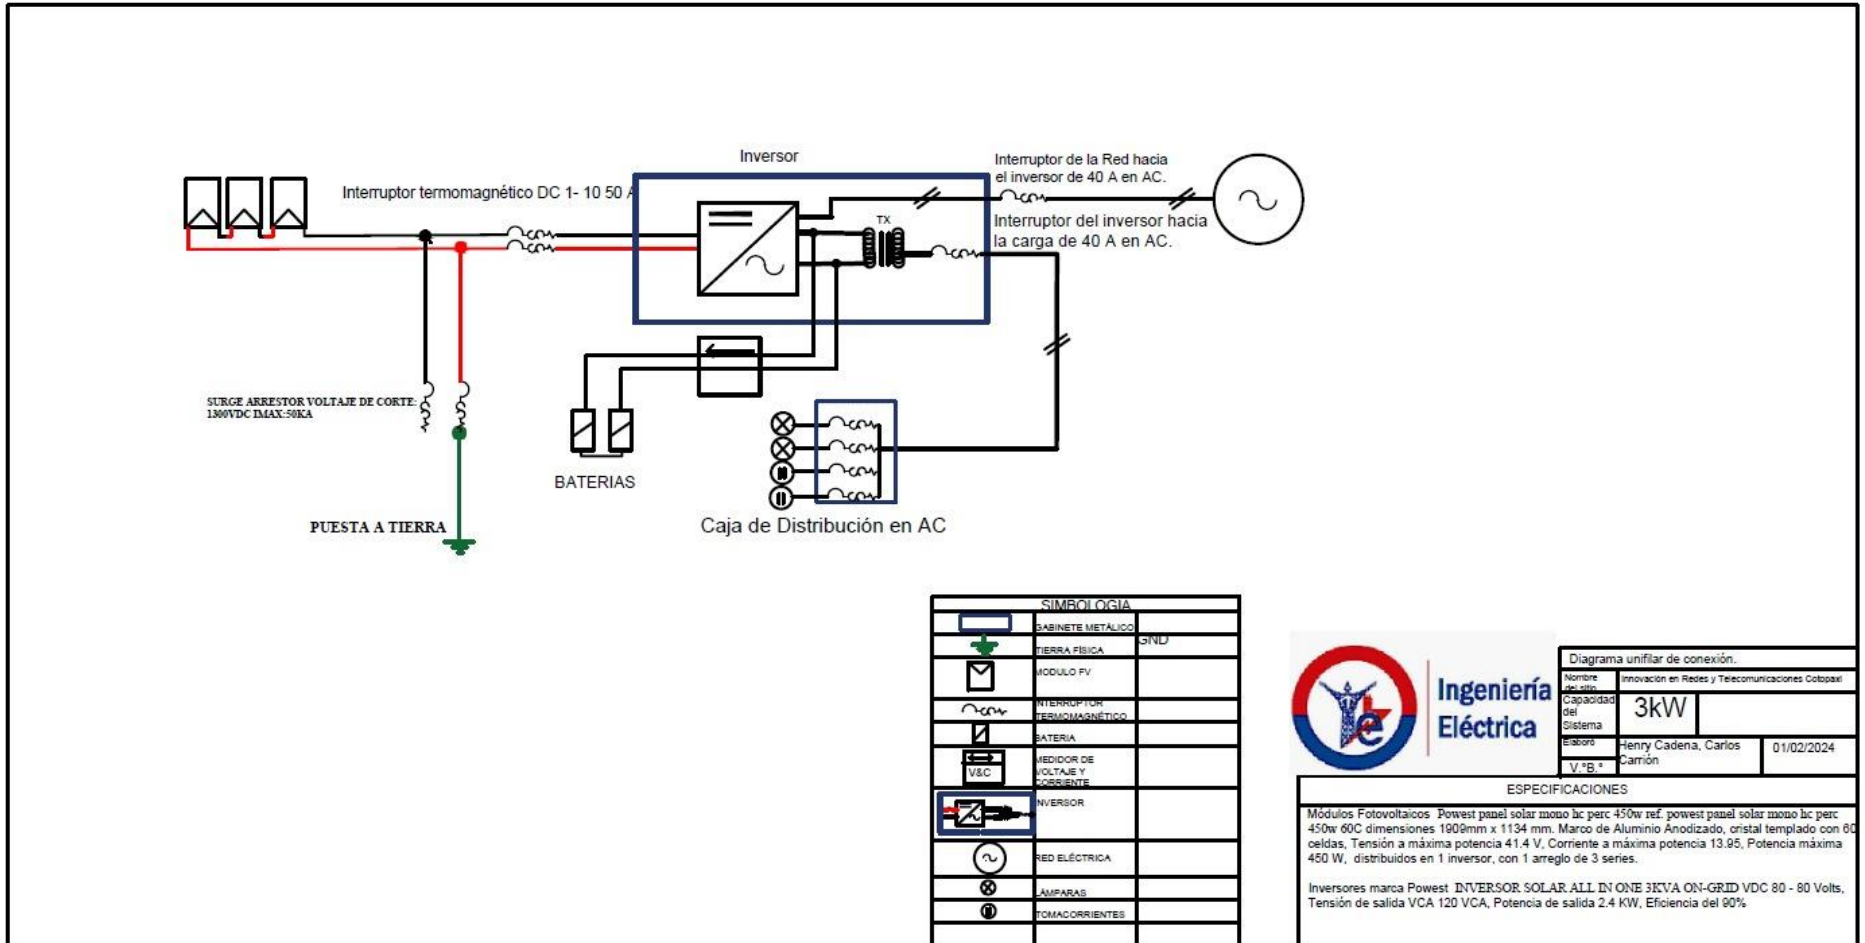 Inversor
Interruptor termomagnético DC 1- 10 50 A
Interruptor de la Red hacia
el inversor de 40 A en AC.
TX
Interruptor del inversor hacia
la carga de 40 A en AC.
SURGE ARRESTOR VOLTAJE DE CORTE:
1300VDC IMAX:50KA
BATERIAS
PUESTA A TIERRA
Caja de Distribución en AC
SIMBOLOGIA
GABINETE METÁLICO
TIERRA FÍSICA
GND
MODULO FV
INTERRUPTOR
TERMOMAGNÉTICO
BATERIA
V&C
MEDIDOR DE
VOLTAJE Y
CORRIENTE
INVERSOR
RED ELÉCTRICA
LÁMPARAS
TOMACORRIENTES
Ingeniería
Eléctrica
Diagrama unifilar de conexión.
Nombre
del sitio
Innovación en Redes y Telecomunicaciones Cotopaxi
Capacidad
del
Sistema
3kW
Elaboró
Henry Cadena, Carlos
Carrión
01/02/2024
V.°B.°
ESPECIFICACIONES
Módulos Fotovoltaicos Powest panel solar mono hc perc 450w ref. powest panel solar mono hc perc
450w 60C dimensiones 1909mm x 1134 mm. Marco de Aluminio Anodizado, cristal templado con 60
celdas, Tensión a máxima potencia 41.4 V, Corriente a máxima potencia 13.95, Potencia máxima
450 W, distribuidos en 1 inversor, con 1 arreglo de 3 series.
Inversores marca Powest INVERSOR SOLAR ALL IN ONE 3KVA ON-GRID VDC 80 - 80 Volts,
Tensión de salida VCA 120 VCA, Potencia de salida 2.4 KW, Eficiencia del 90%